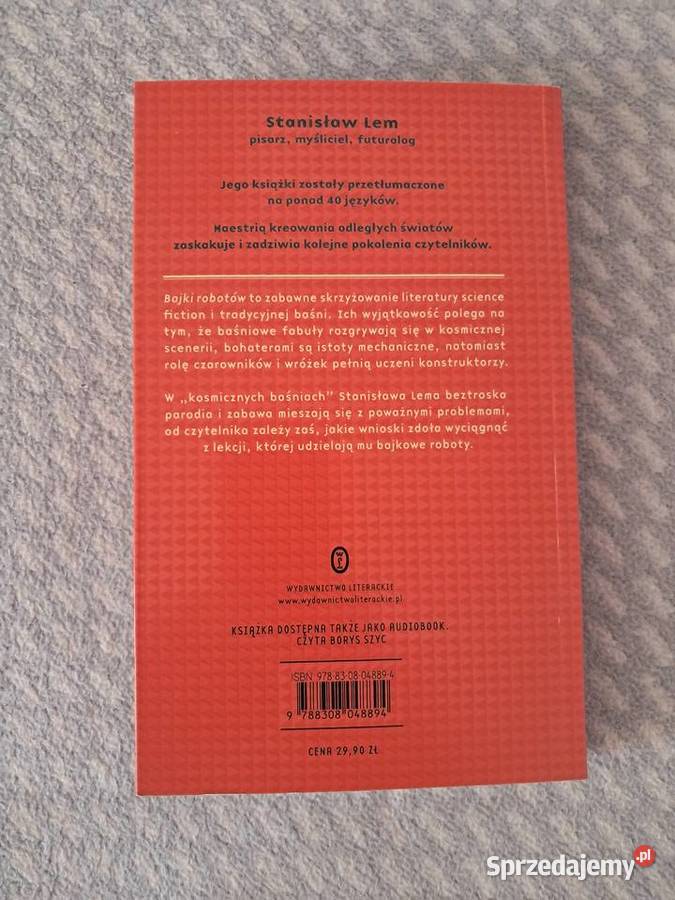 Stanisław Lem
pisarz, myśliciel, futurolog
Jego książki zostały przetłumaczone
na ponad 40 języków.
Maestrią kreowania odległych światów
zaskakuje i zadziwia kolejne pokolenia czytelników.
Bajki robotów to zabawne skrzyżowanie literatury science
fiction i tradycyjnej baśni. Ich wyjątkowość polega na
tym, że baśniowe fabuły rozgrywają się w kosmicznej
scenerii, bohaterami są istoty mechaniczne, natomiast
rolę czarowników i wróżek pełnią uczeni konstruktorzy.
W „kosmicznych baśniach” Stanisława Lema beztroska
parodia i zabawa mieszają się z poważnymi problemami,
od czytelnika zależy zaś, jakie wnioski zdoła wyciągnąć
z lekcji, której udzielają mu bajkowe roboty.
WYDAWNICTWO LITERACKIE
www.wydawnictwoliterackie.pl
KSIĄŻKA DOSTĘPNA TAKŻE JAKO AUDIOBOOK.
CZYTA BORYS SZYC
ISBN 978-83-08-04889-4
9 788308 048894
CENA 29,90 ZŁ
Sprzedajemy.pl